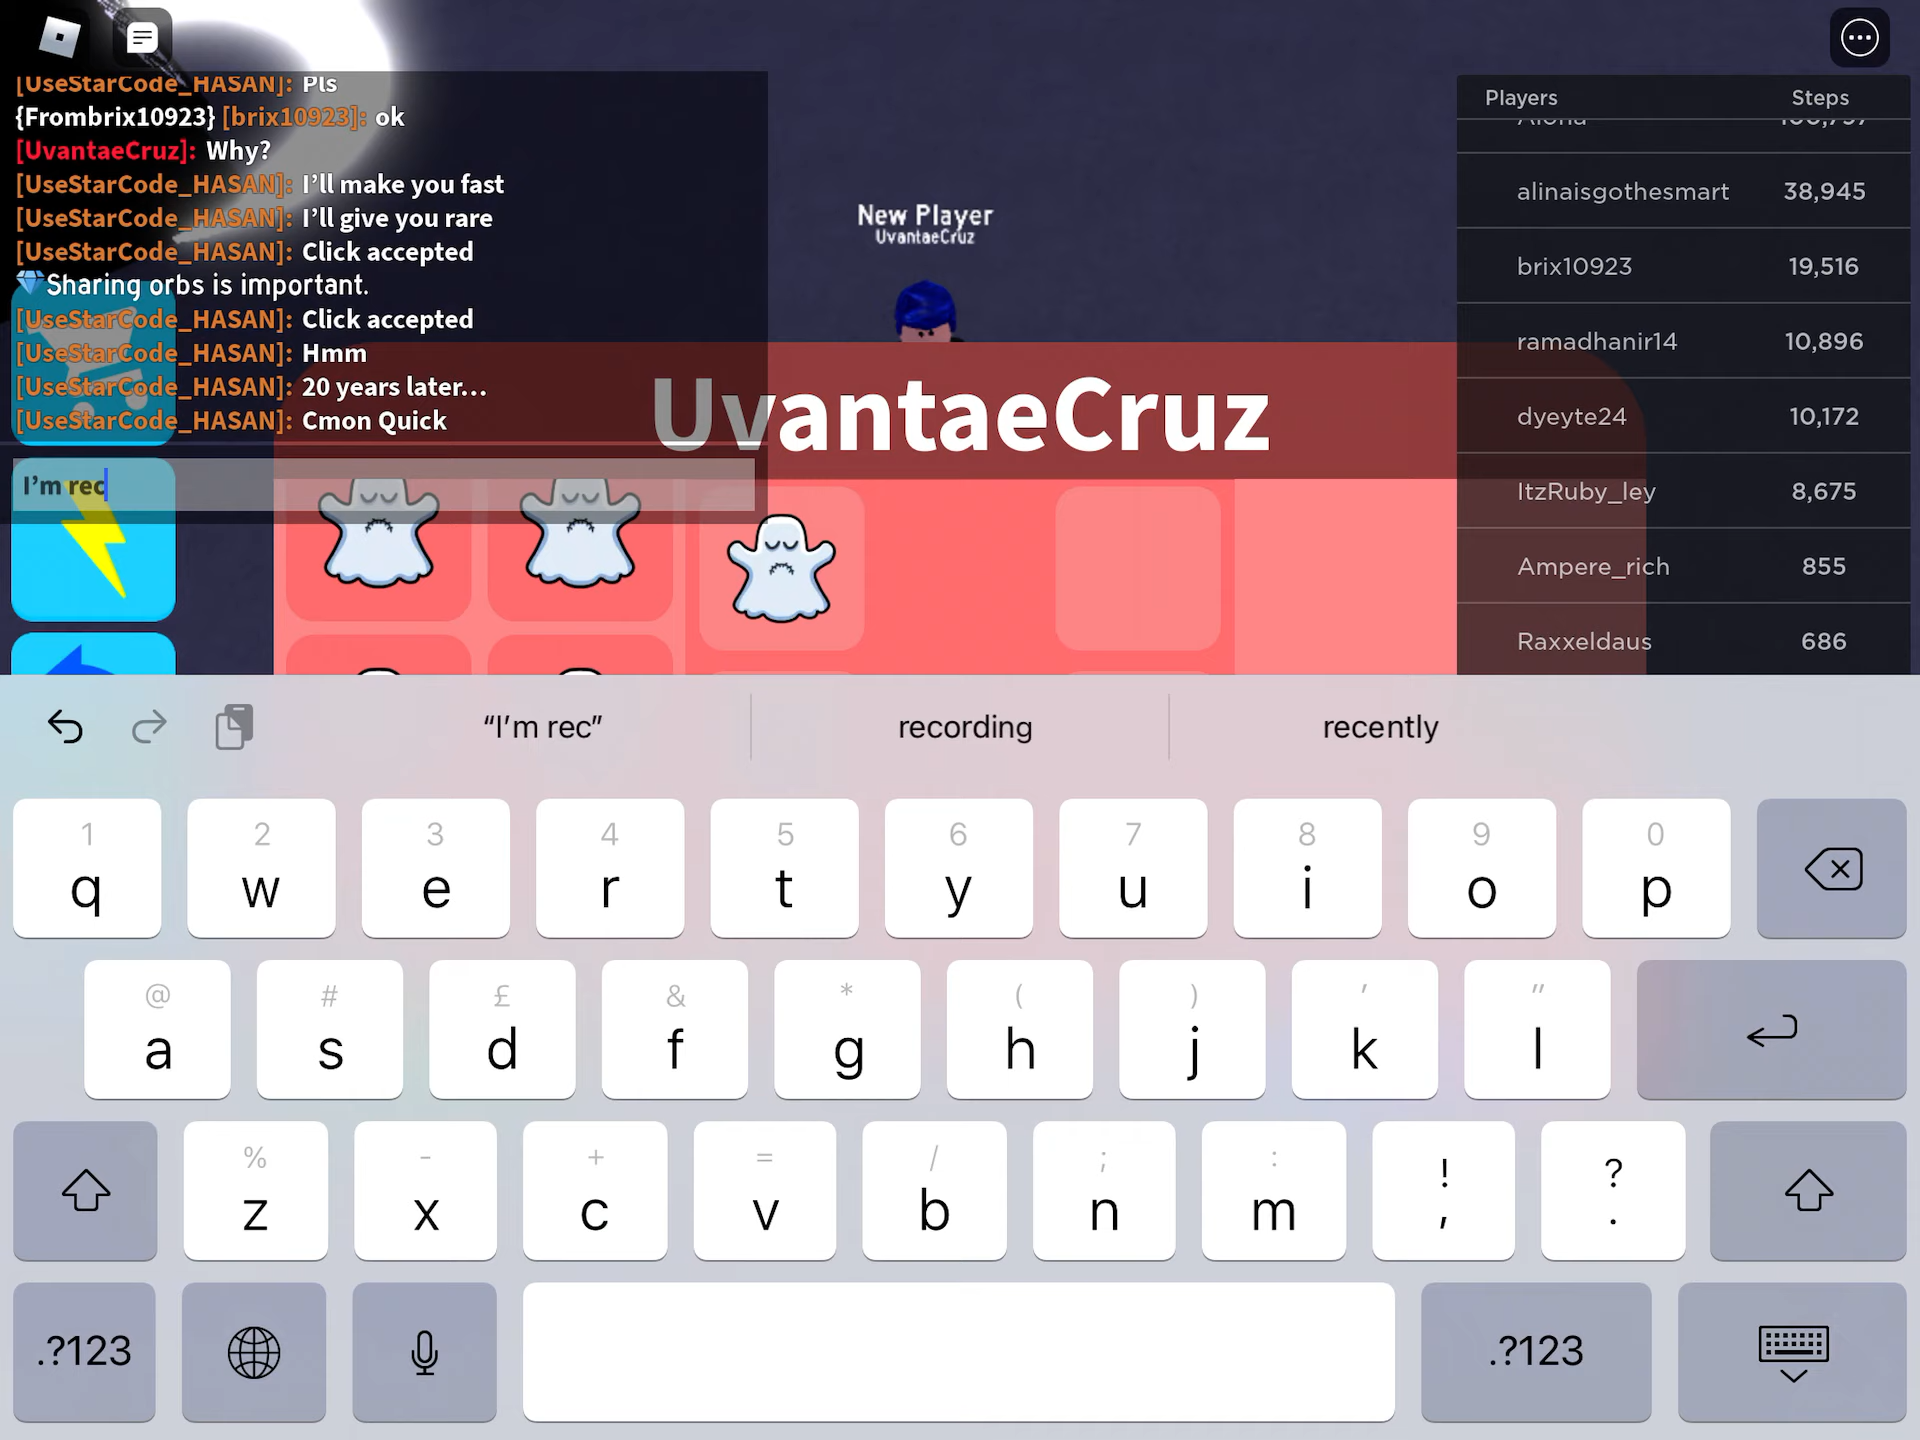 [UseStarCode_HASAN]: Pls
{Frombrix10923} [brix10923]: ok
[UvantaeCruz]: Why?
[UseStarCode_HASAN]: I’ll make you fast
[UseStarCode_HASAN]: I’ll give you rare
[UseStarCode_HASAN]: Click accepted
Sharing orbs is important.
[UseStarCode_HASAN]: Click accepted
[UseStarCode_HASAN]: Hmm
[UseStarCode_HASAN]: 20 years later...
[UseStarCode_HASAN]: Cmon Quick
I’m rec
New Player
UvantaeCruz
UvantaeCruz
Players Steps
alinaisgothesmart 38,945
brix10923 19,516
ramadhanir14 10,896
dyeyte24 10,172
ItzRuby_ley 8,675
Ampere_rich 855
Raxxeldaus 686
“I’m rec” recording recently
1 2 3 4 5 6 7 8 9 0
q w e r t y u i o p
@ # £ & * ( ) ' "
a s d f g h j k l
% - + = / ; : ! ?
z x c v b n m , .
.?123 .?123